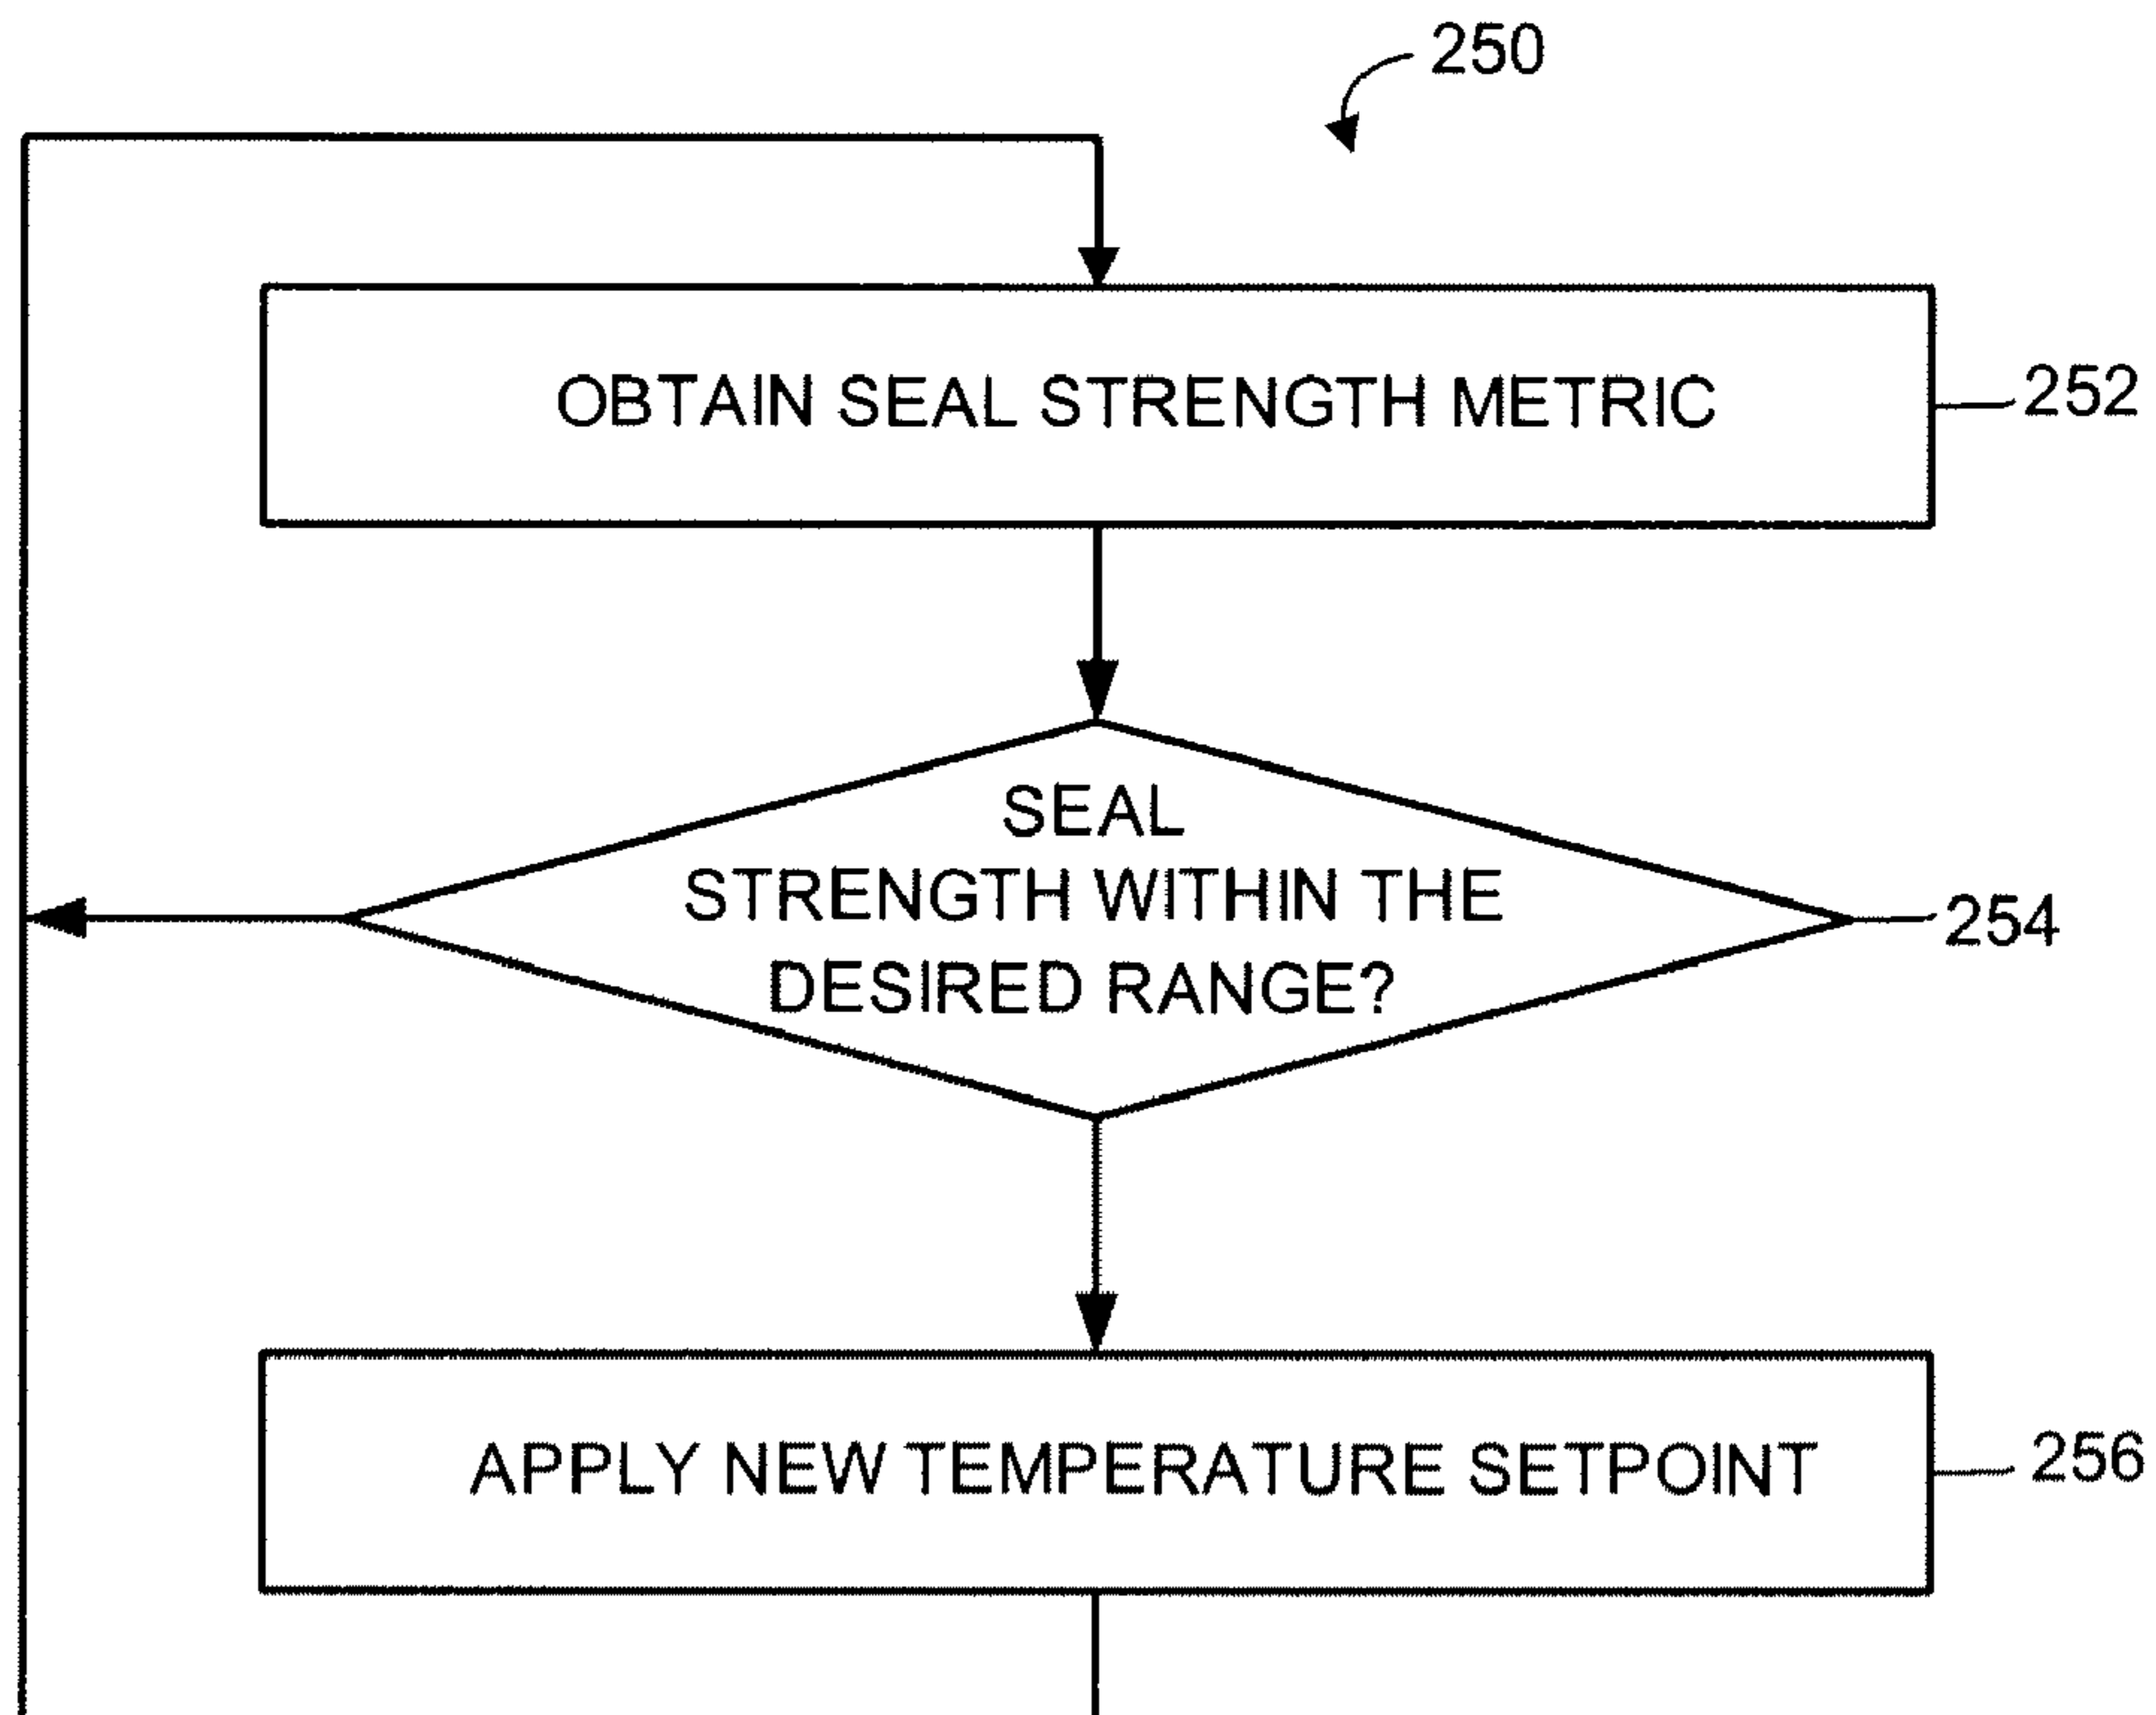 250
OBTAIN SEAL STRENGTH METRIC
252
SEAL
STRENGTH WITHIN THE
DESIRED RANGE?
254
APPLY NEW TEMPERATURE SETPOINT
256